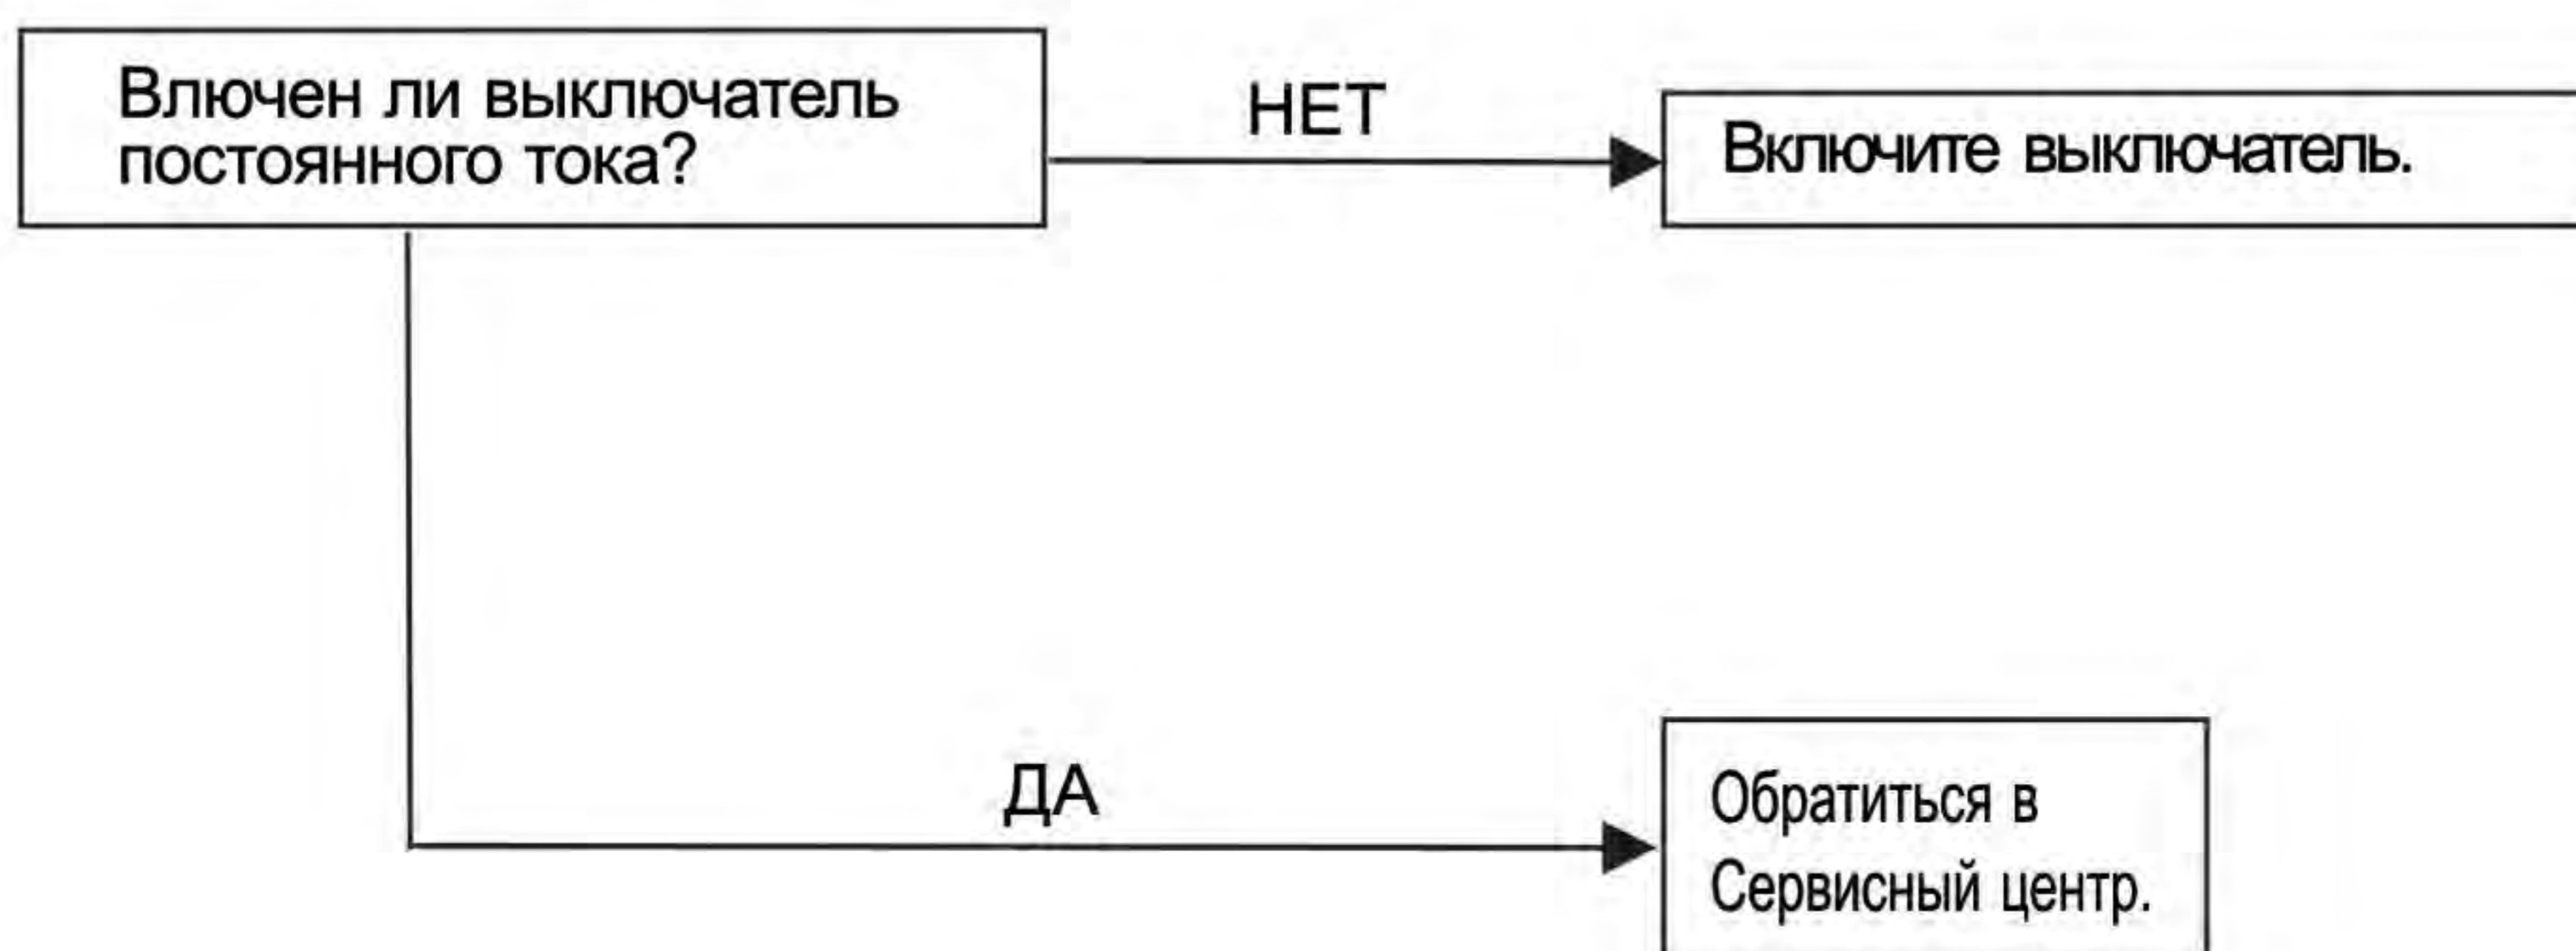 Влючен ли выключатель
постоянного тока?
НЕТ
Включите выключатель.
ДА
Обратиться в
Сервисный центр.